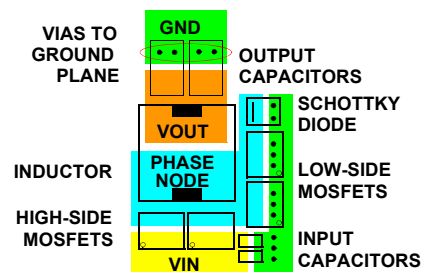 GND
VIAS TO
GROUND
PLANE
OUTPUT
CAPACITORS
VOUT
SCHOTTKY
DIODE
INDUCTOR
PHASE
NODE
LOW-SIDE
MOSFETS
HIGH-SIDE
MOSFETS
VIN
INPUT
CAPACITORS